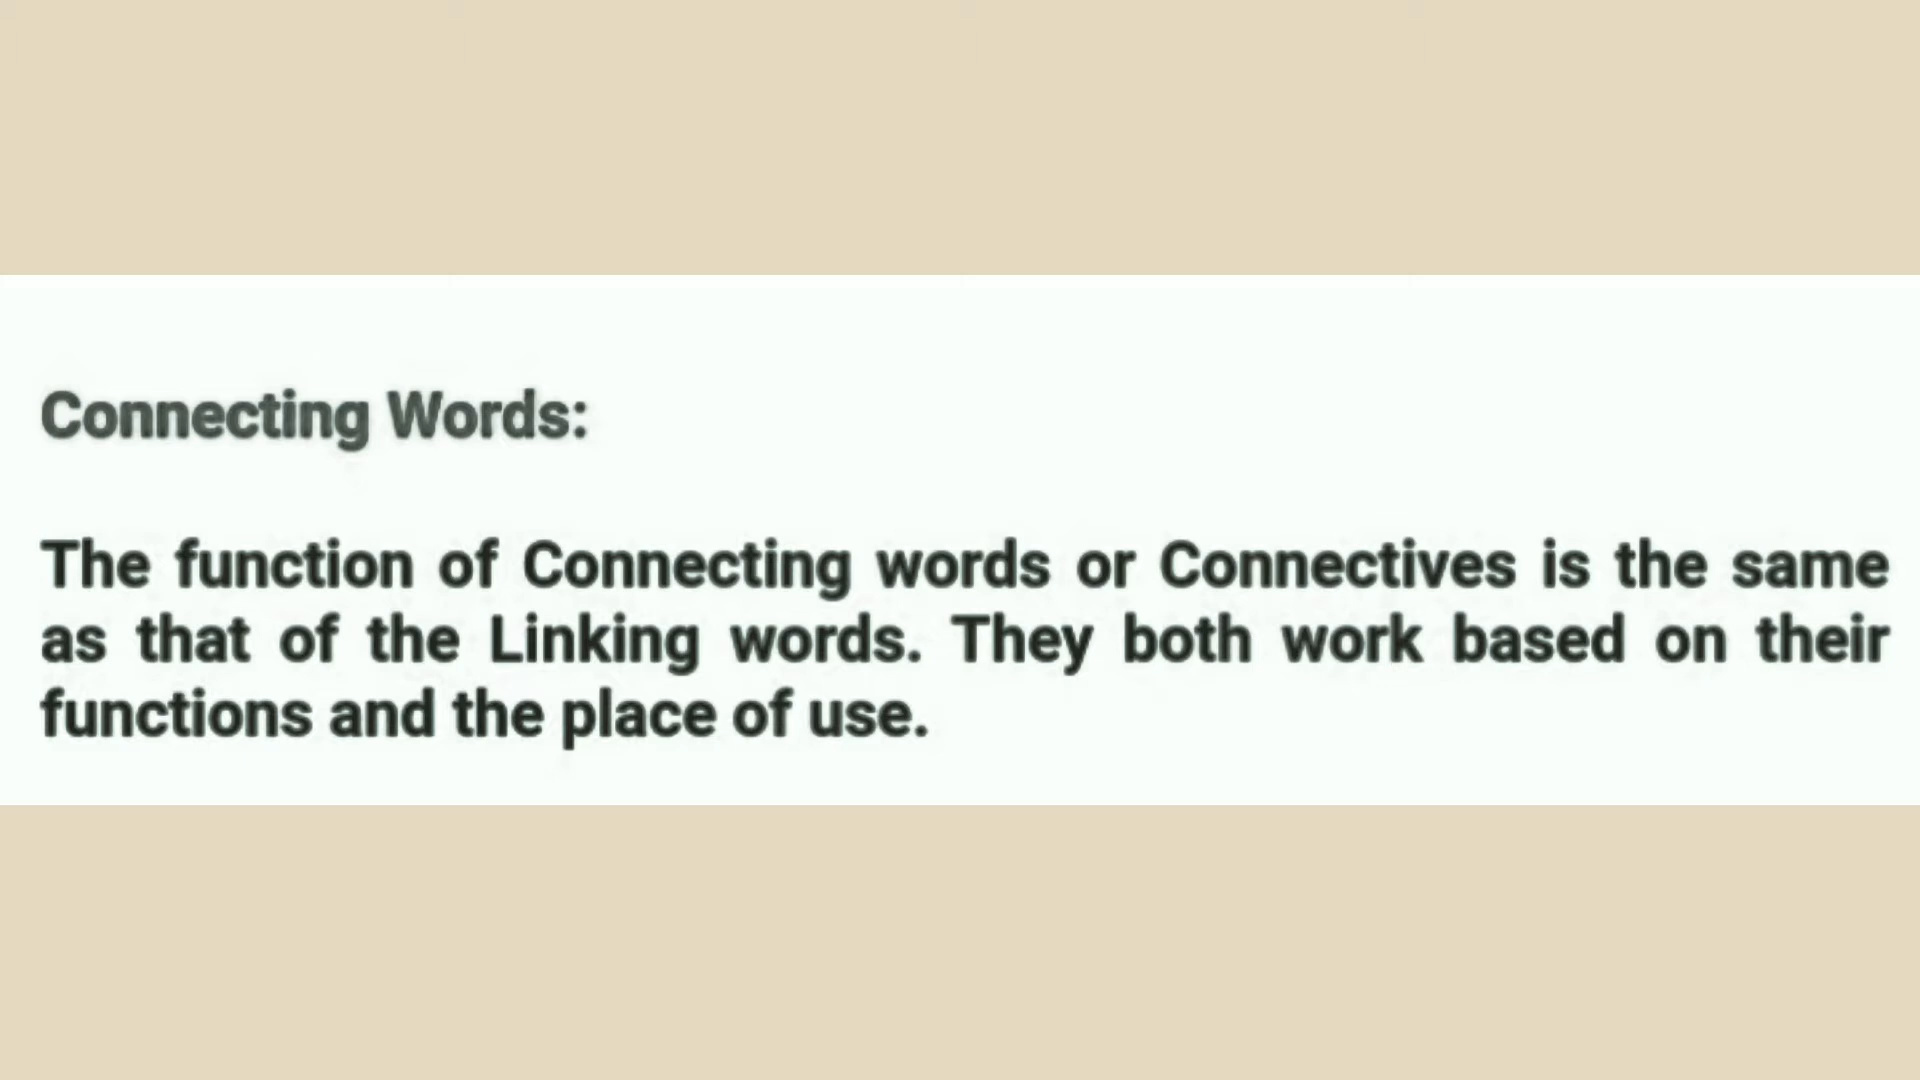 Connecting Words:
The function of Connecting words or Connectives is the same
as that of the Linking words. They both work based on their
functions and the place of use.